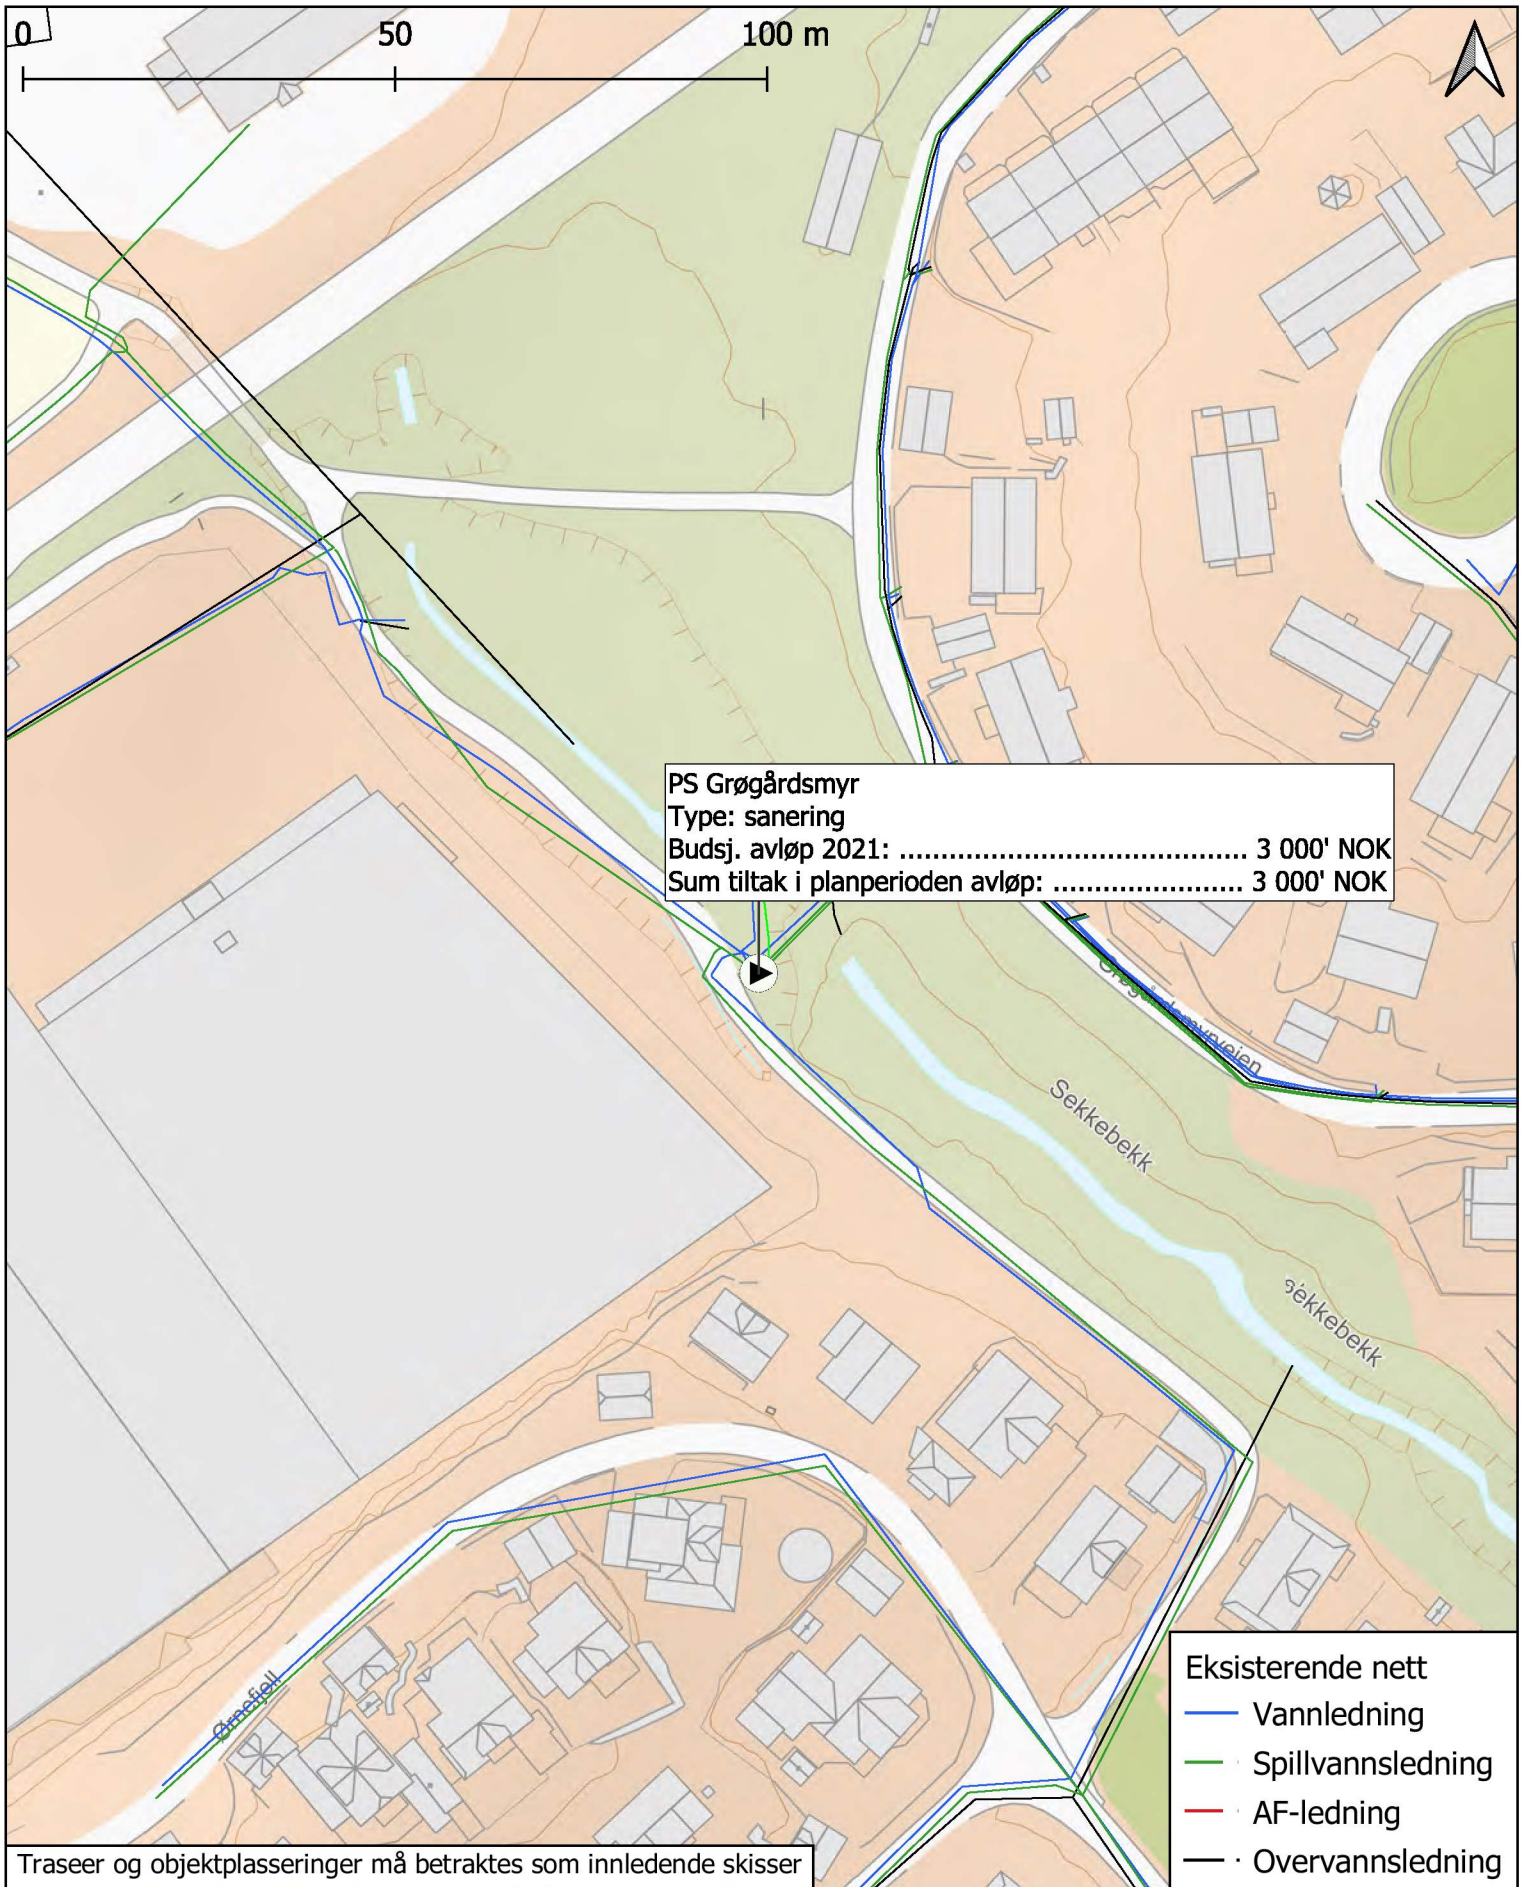 0 50 100 m
PS Grøgårdsmyr
Type: sanering
Budsj. avløp 2021: .......................................... 3 000' NOK
Sum tiltak i planperioden avløp: ....................... 3 000' NOK
Grøgårdsmyrveien
Sekkebekk
Sekkebekk
Ørnefjell
Eksisterende nett
Vannledning
Spillvannsledning
AF-ledning
Overvannsledning
Traseer og objektplasseringer må betraktes som innledende skisser